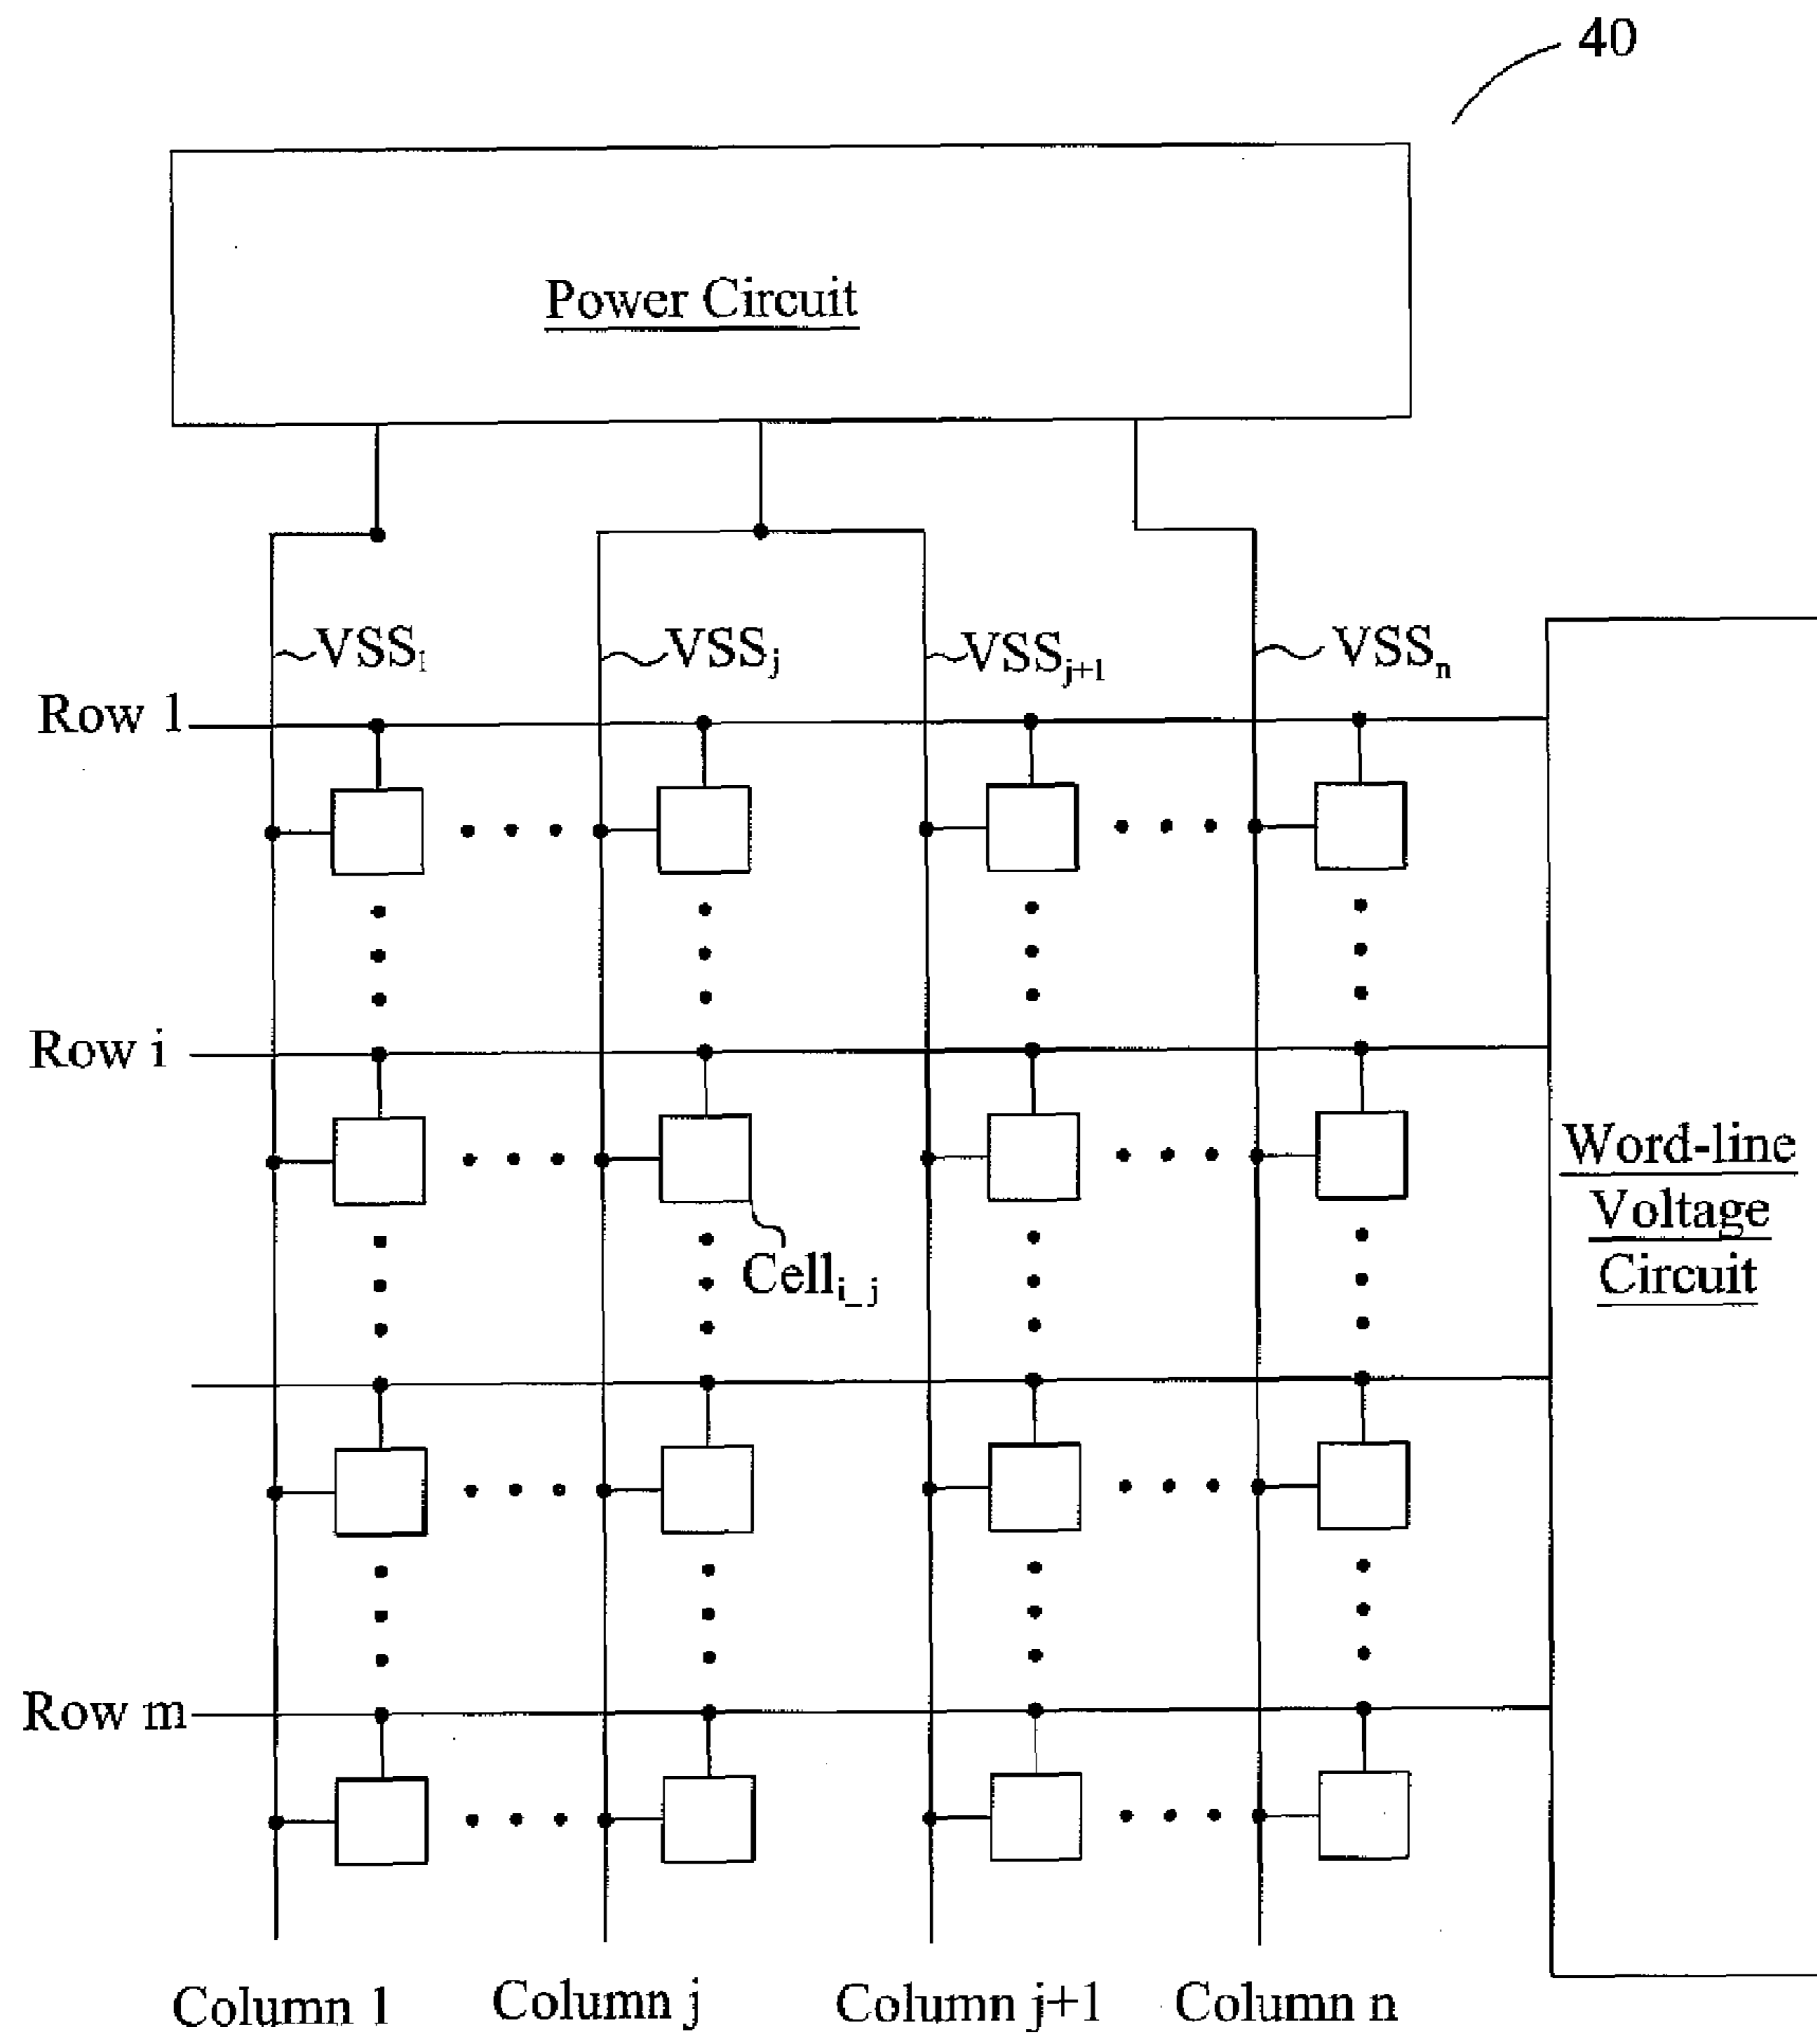 40
Power Circuit
VSS₁ VSSⱼ VSSⱼ₊₁ VSSₙ
Row 1
Row i
Word-line
Voltage
Circuit
Cellᵢ_ⱼ
Row m
Column 1 Column j Column j+1 Column n